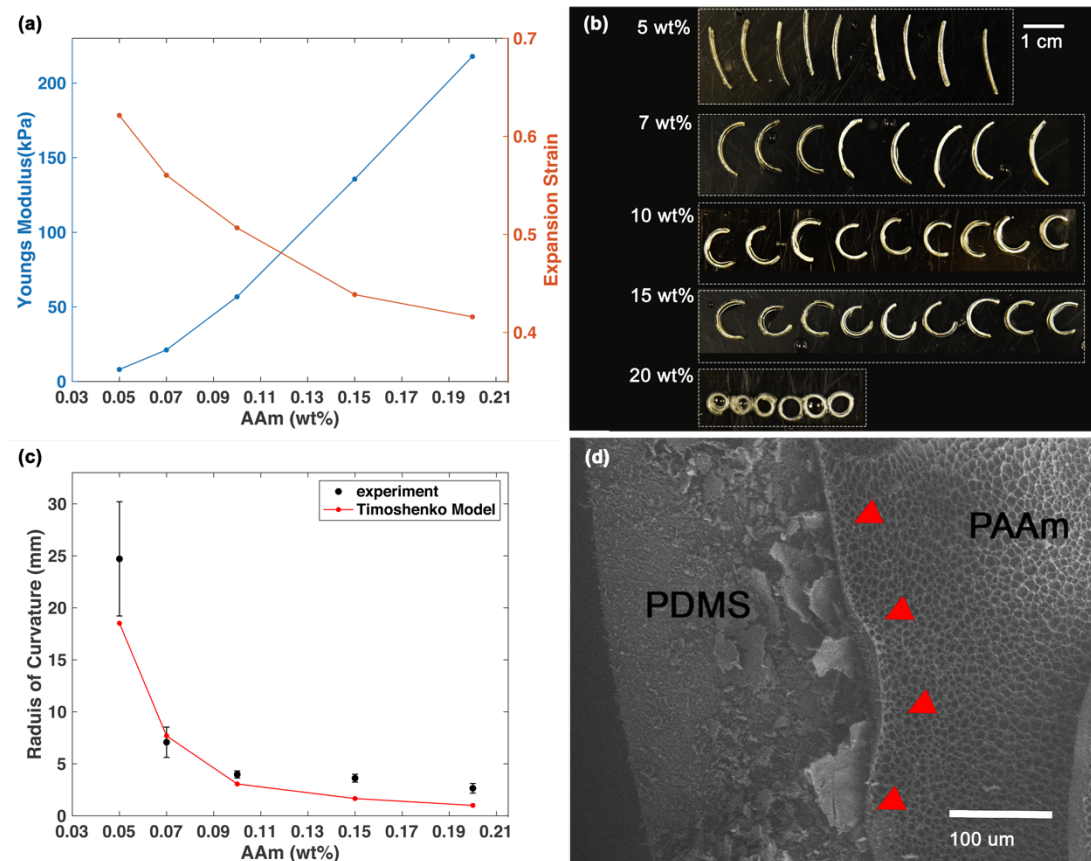 (a)
Youngs Modulus(kPa)
200
150
100
50
0
0.7
0.6
0.5
0.4
Expansion Strain
0.03 0.05 0.07 0.09 0.11 0.13 0.15 0.17 0.19 0.21
AAm (wt%)
(b)
5 wt%
1 cm
7 wt%
10 wt%
15 wt%
20 wt%
(c)
Raduis of Curvature (mm)
30
25
20
15
10
5
0
experiment
Timoshenko Model
0.03 0.05 0.07 0.09 0.11 0.13 0.15 0.17 0.19 0.21
AAm (wt%)
(d)
PDMS
PAAm
100 um